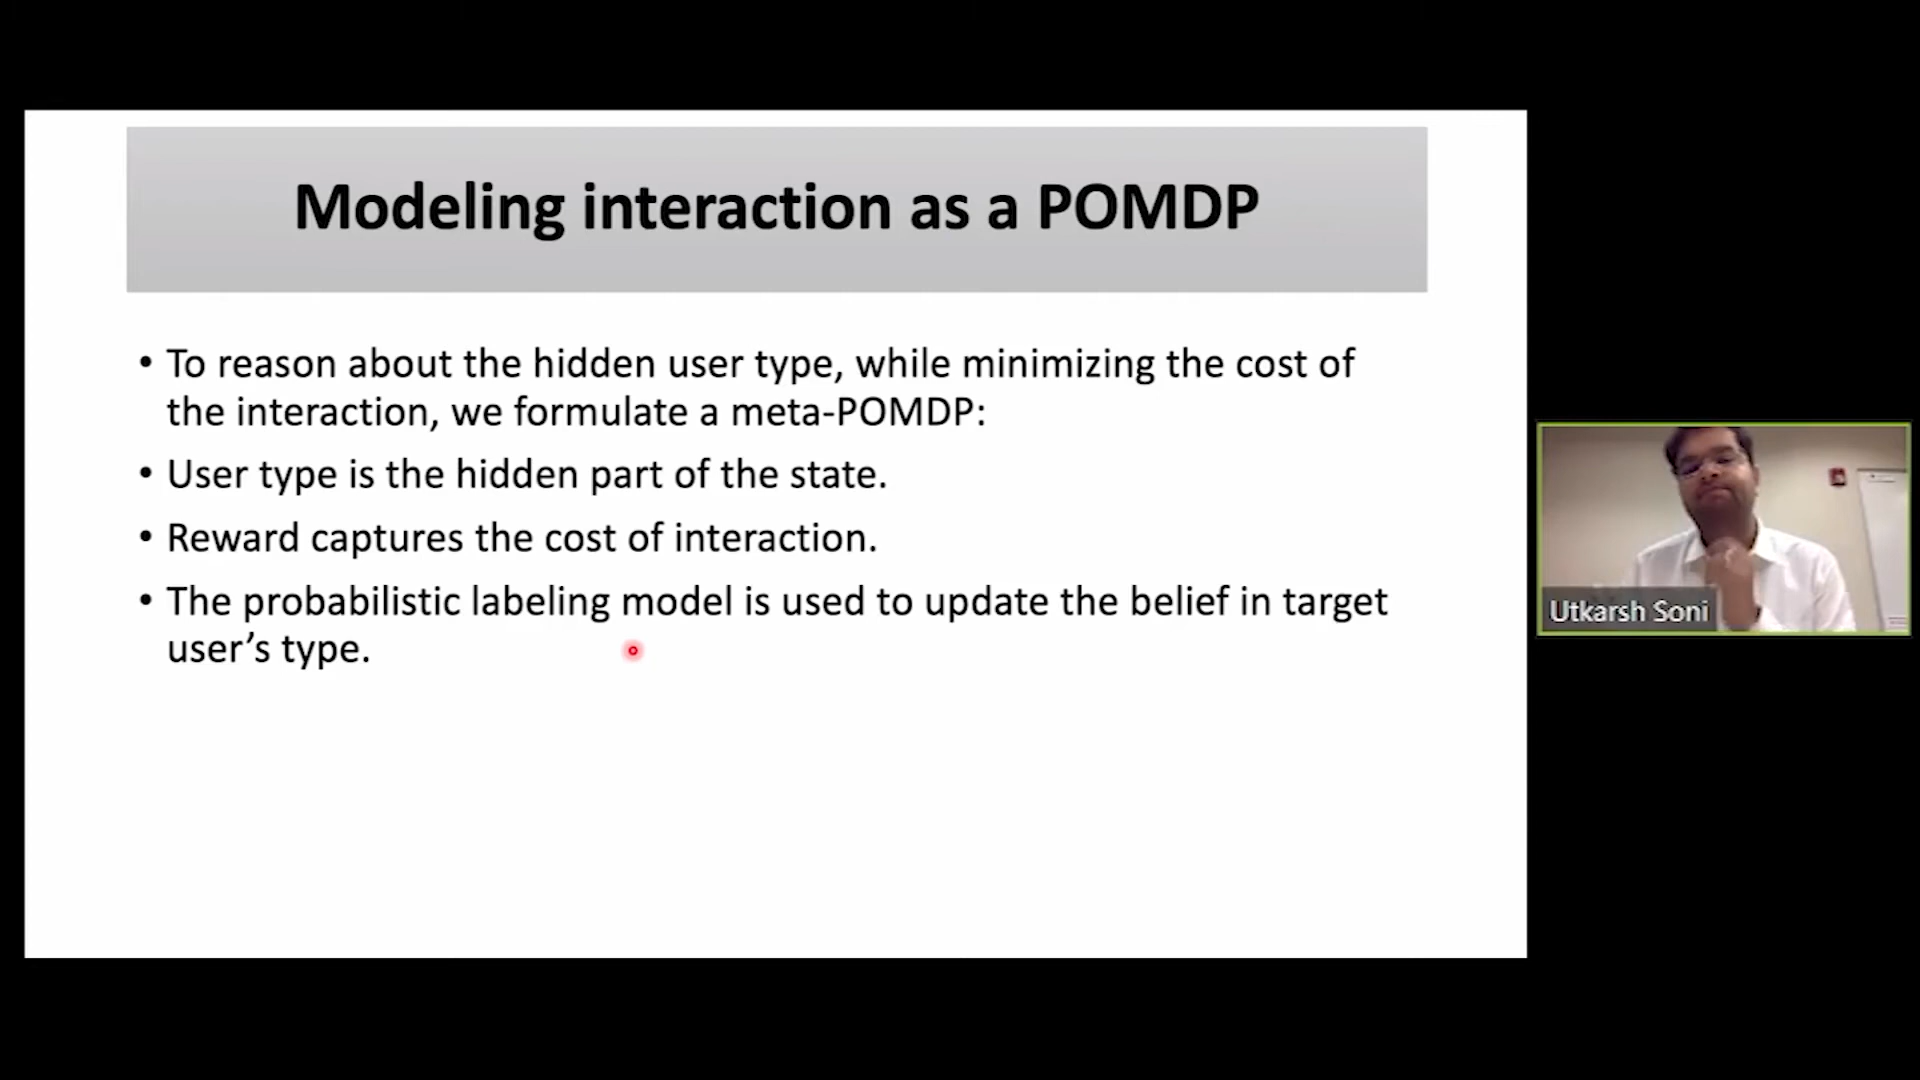 Modeling interaction as a POMDP
• To reason about the hidden user type, while minimizing the cost of
the interaction, we formulate a meta-POMDP:
• User type is the hidden part of the state.
• Reward captures the cost of interaction.
• The probabilistic labeling model is used to update the belief in target
user’s type.
Utkarsh Soni